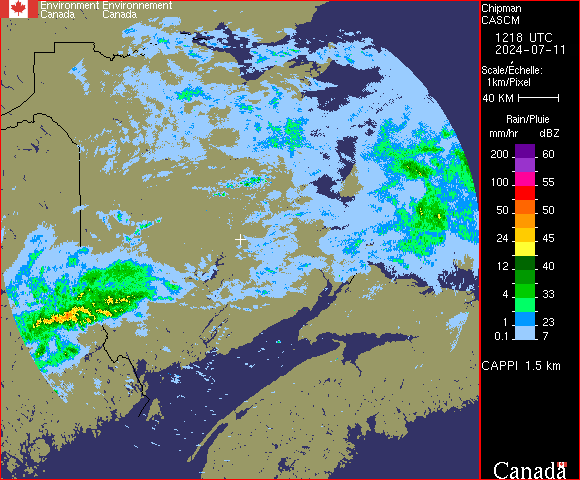 Environment Environnement
Canada Canada
Chipman
CASCM
1218 UTC
2024-07-11
Scale/Échelle:
1km/Pixel
40 KM
Rain/Pluie
mm/hr dBZ
200 60
100 55
50 50
24 45
12 40
4 33
1 23
0.1 7
CAPPI 1.5 km
Canada